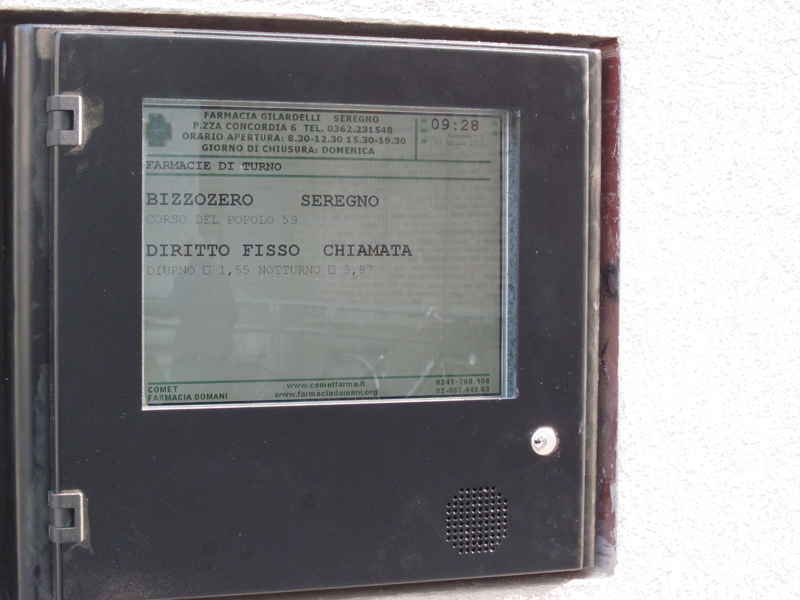 FARMACIA GILARDELLI SEREGNO
P.ZZA CONCORDIA 6 TEL. 0362.231548
ORARIO APERTURA: 8.30-12.30 15.30-19.30
GIORNO DI CHIUSURA: DOMENICA
09:28
FARMACIE DI TURNO
BIZZOZERO SEREGNO
CORSO DEL POPOLO 59
DIRITTO FISSO CHIAMATA
DIURNO □ 1,55 NOTTURNO □ 3,87
COMET
FARMACIA DOMANI
www.cometfarma.it
www.farmaciadomani.org
0341-700.100
02-957.449.69